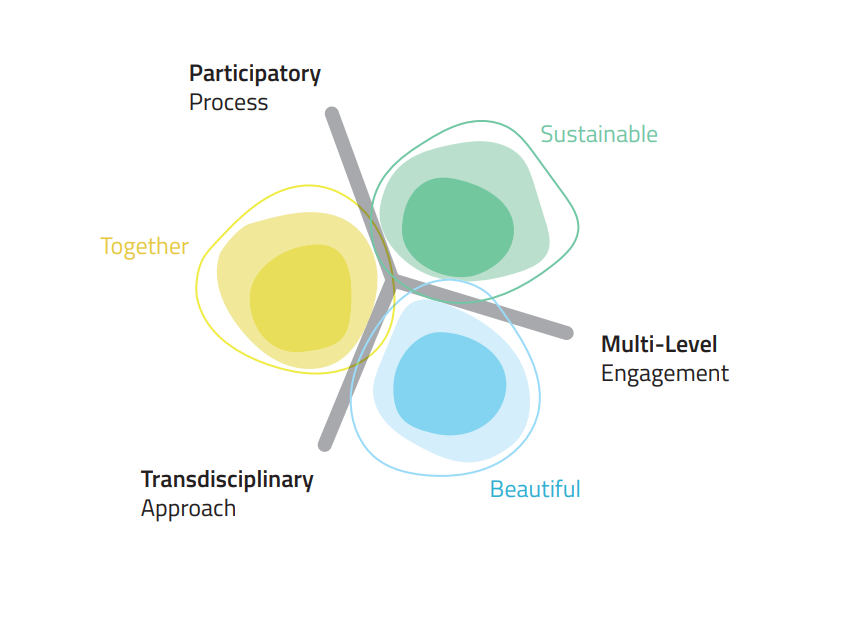 Participatory
Process
Sustainable
Together
Multi-Level
Engagement
Transdisciplinary
Approach
Beautiful